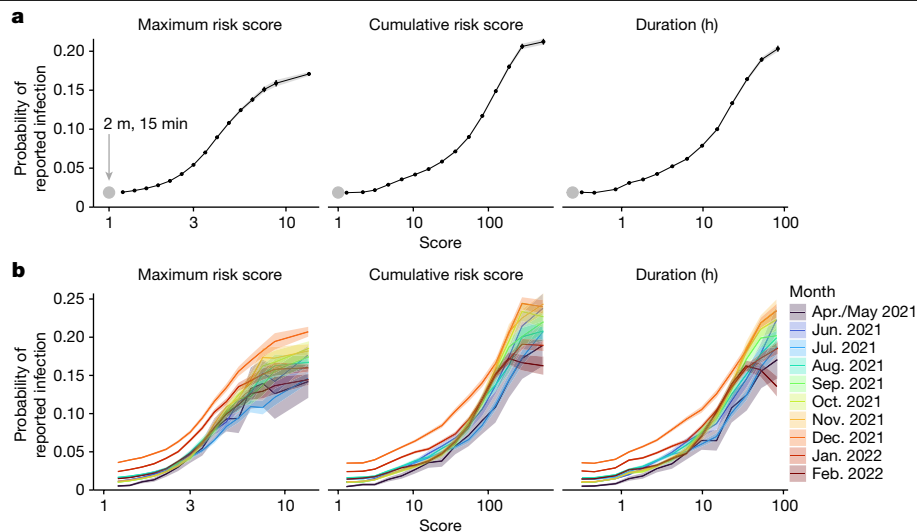 a
Maximum risk score
Cumulative risk score
Duration (h)
Probability of
reported infection
0.20
0.15
0.10
0.05
0
2 m, 15 min
1
3
10
1
10
100
1
10
100
Score
b
Maximum risk score
Cumulative risk score
Duration (h)
Probability of
reported infection
0.25
0.20
0.15
0.10
0.05
0
1
3
10
1
10
100
1
10
100
Score
Month
Apr./May 2021
Jun. 2021
Jul. 2021
Aug. 2021
Sep. 2021
Oct. 2021
Nov. 2021
Dec. 2021
Jan. 2022
Feb. 2022